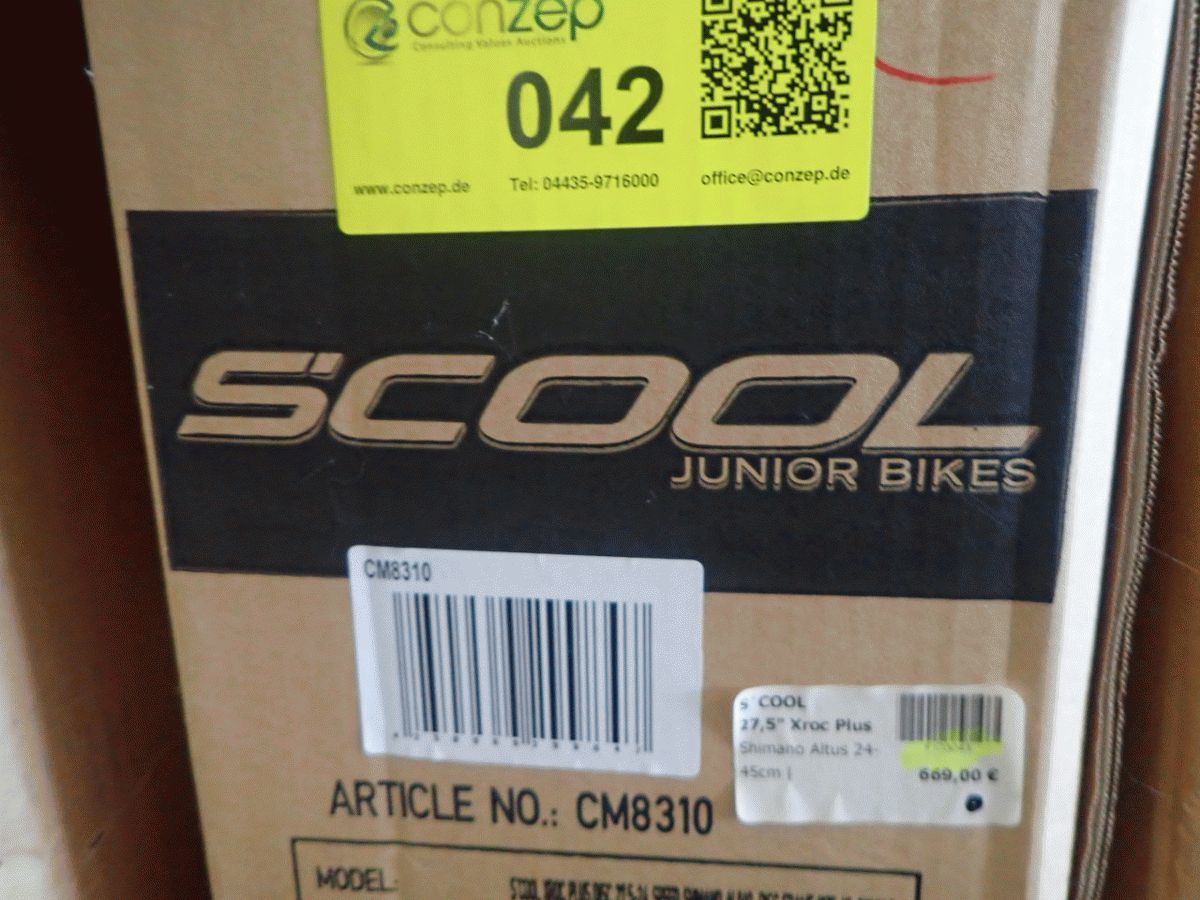 conzep
Consulting Values Auctions
042
www.conzep.de Tel: 04435-9716000 office@conzep.de
S'COOL
JUNIOR BIKES
CM8310
s´COOL
27,5" Xroc Plus
Shimano Altus 24-
45cm |
669,00 €
ARTICLE NO.: CM8310
MODEL: